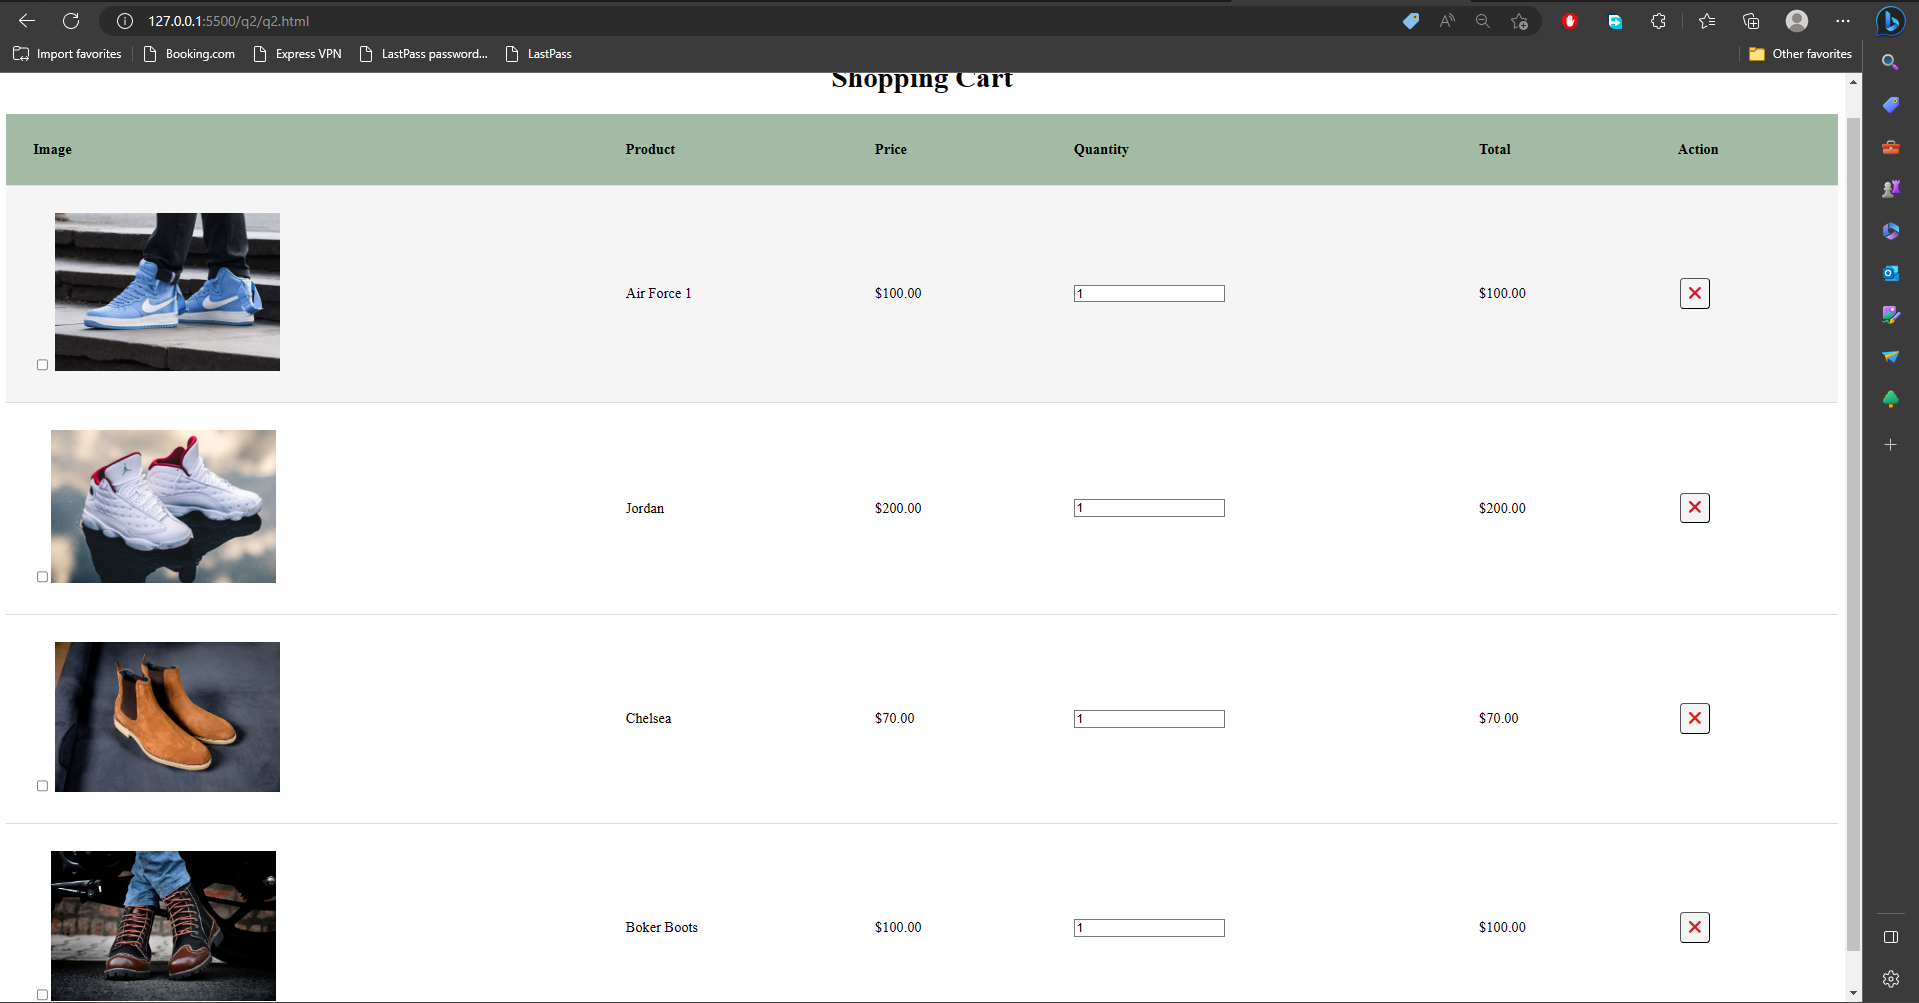 127.0.0.1:5500/q2/q2.html
Import favorites Booking.com Express VPN LastPass password... LastPass Other favorites
Shopping Cart
Image Product Price Quantity Total Action
Air Force 1 $100.00 1 $100.00
Jordan $200.00 1 $200.00
Chelsea $70.00 1 $70.00
Boker Boots $100.00 1 $100.00